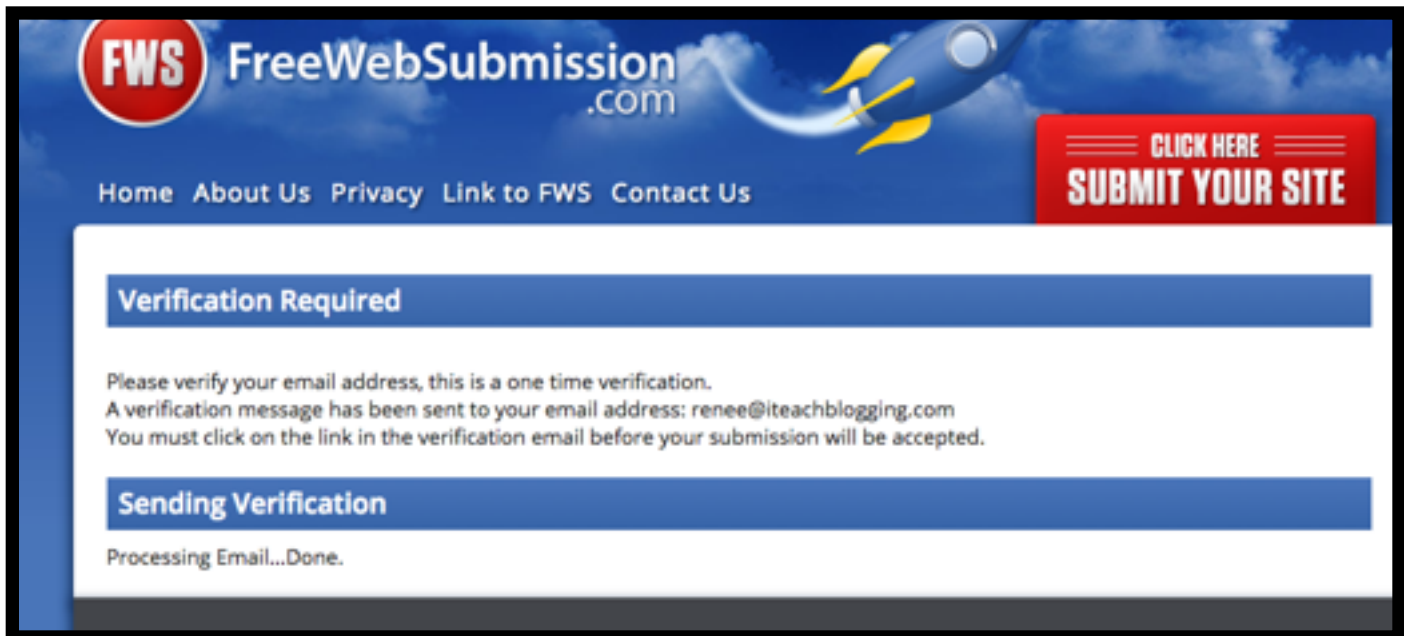 FWS
FreeWebSubmission
.com
CLICK HERE
SUBMIT YOUR SITE
Home About Us Privacy Link to FWS Contact Us
Verification Required
Please verify your email address, this is a one time verification.
A verification message has been sent to your email address: renee@iteachblogging.com
You must click on the link in the verification email before your submission will be accepted.
Sending Verification
Processing Email...Done.